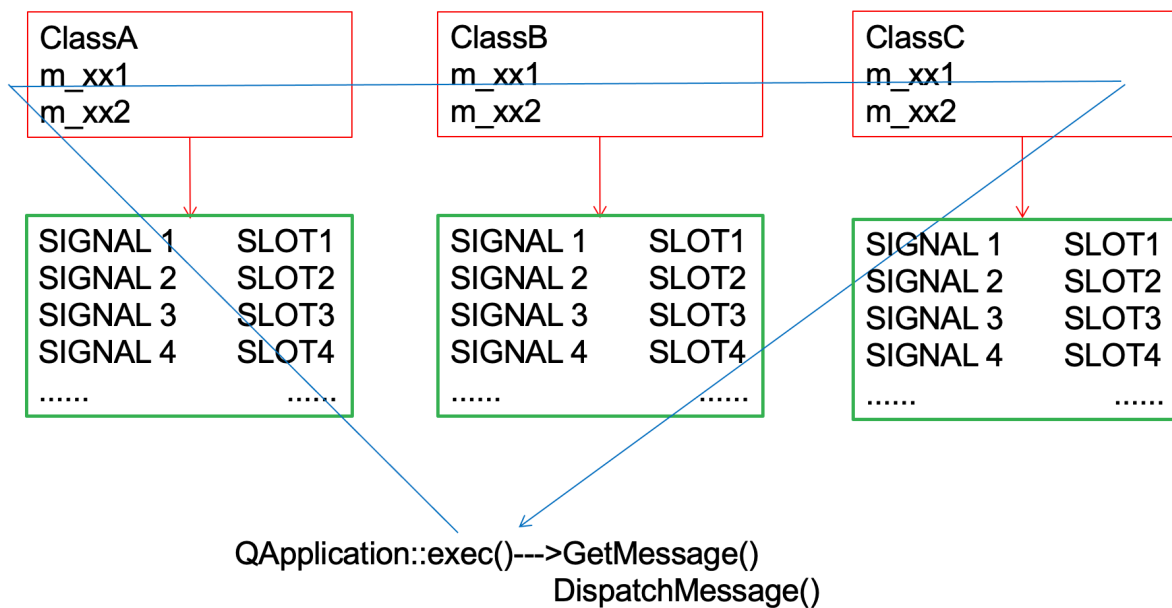 ClassA
m_xx1
m_xx2
ClassB
m_xx1
m_xx2
ClassC
m_xx1
m_xx2
SIGNAL 1 SLOT1
SIGNAL 2 SLOT2
SIGNAL 3 SLOT3
SIGNAL 4 SLOT4
...... ......
SIGNAL 1 SLOT1
SIGNAL 2 SLOT2
SIGNAL 3 SLOT3
SIGNAL 4 SLOT4
...... ......
SIGNAL 1 SLOT1
SIGNAL 2 SLOT2
SIGNAL 3 SLOT3
SIGNAL 4 SLOT4
...... ......
QApplication::exec()--->GetMessage()
DispatchMessage()